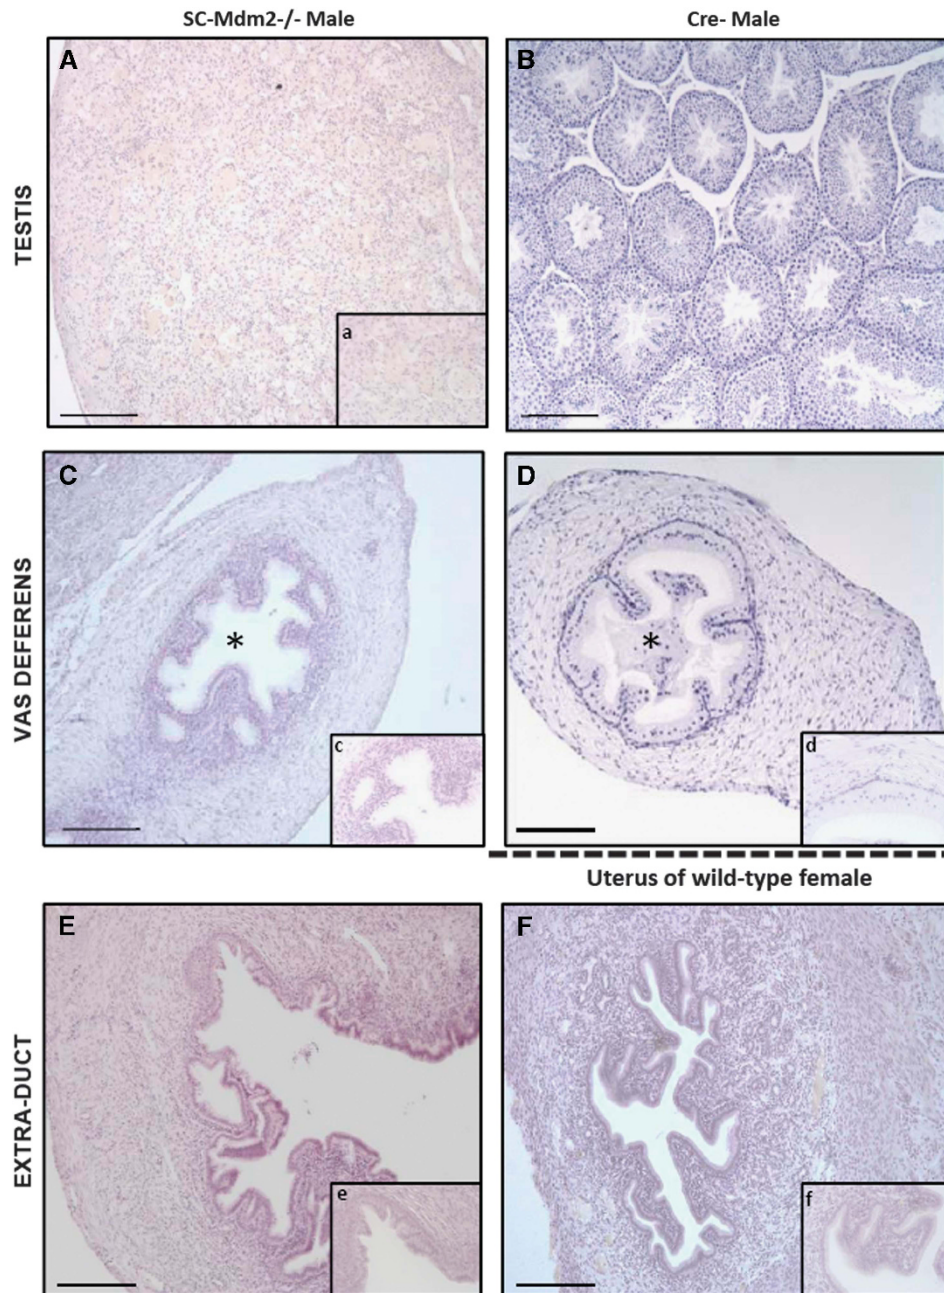 SC-Mdm2-/- Male
Cre- Male
TESTIS
A
a
B
VAS DEFERENS
C
*
c
D
*
d
Uterus of wild-type female
EXTRA-DUCT
E
e
F
f